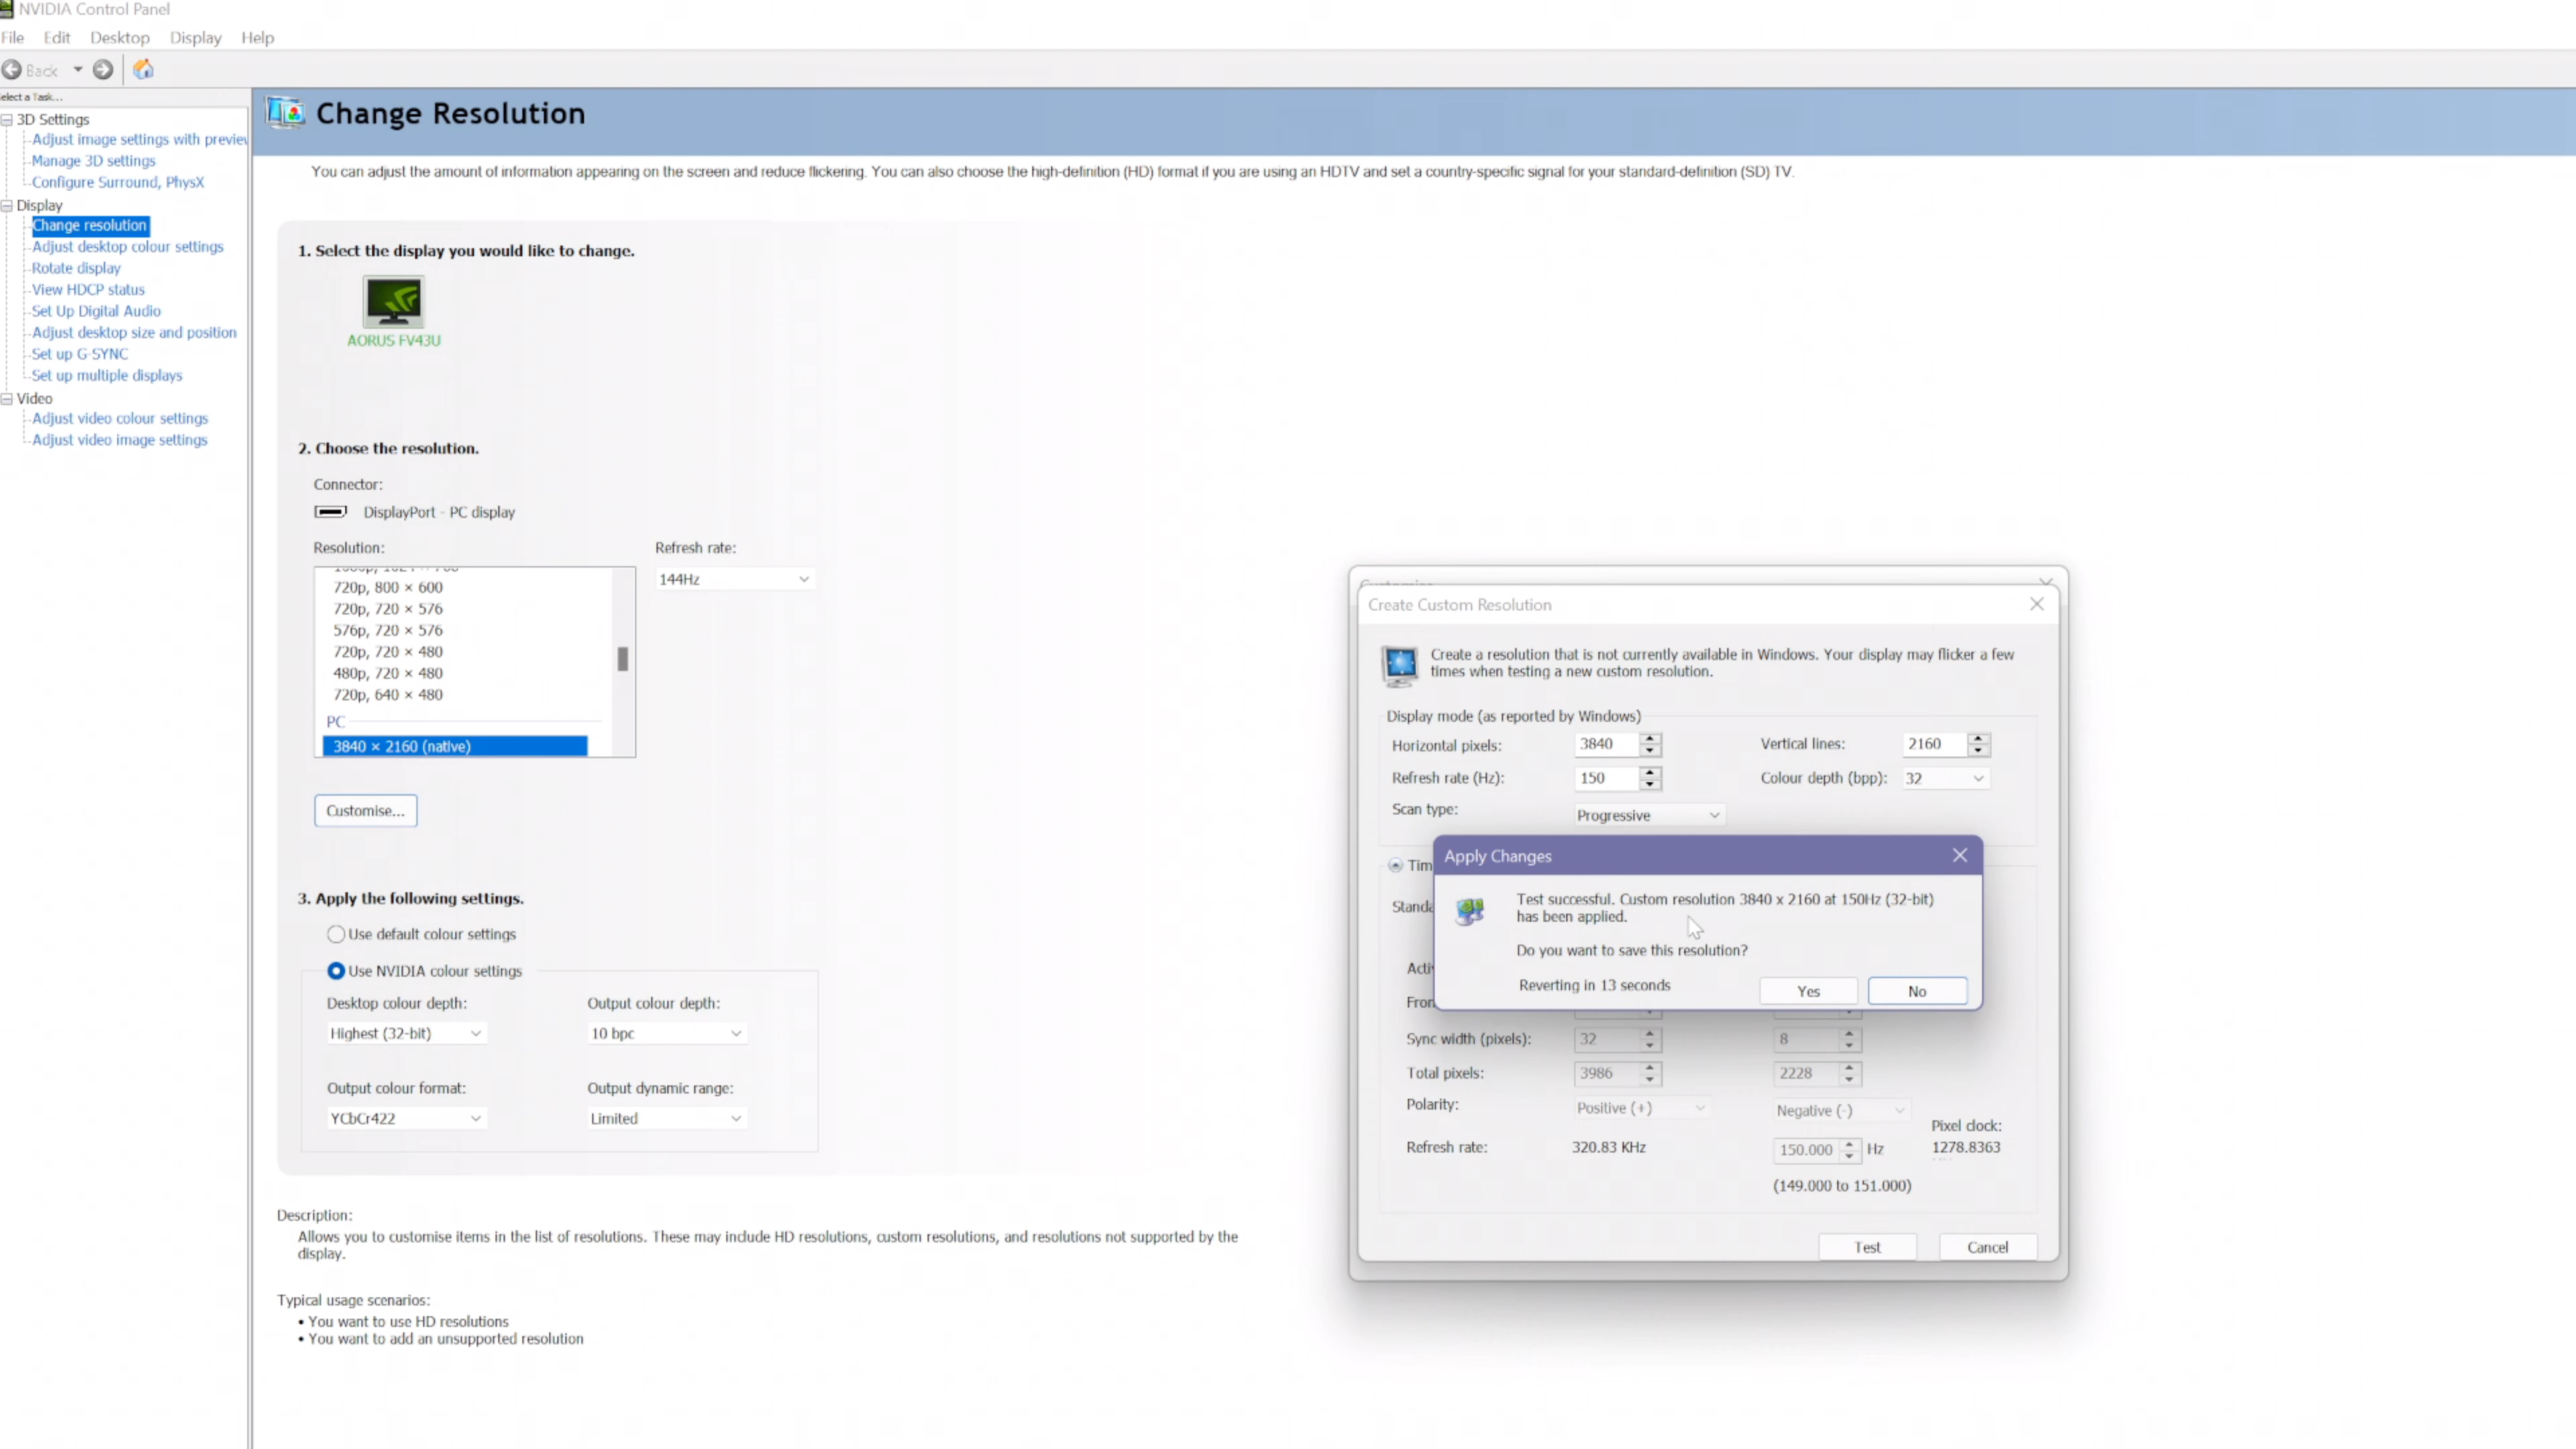 NVIDIA Control Panel
File Edit Desktop Display Help
Back
elect a Task...
3D Settings
Adjust image settings with preview
Manage 3D settings
Configure Surround, PhysX
Display
Change resolution
Adjust desktop colour settings
Rotate display
View HDCP status
Set Up Digital Audio
Adjust desktop size and position
Set up G-SYNC
Set up multiple displays
Video
Adjust video colour settings
Adjust video image settings
Change Resolution
You can adjust the amount of information appearing on the screen and reduce flickering. You can also choose the high-definition (HD) format if you are using an HDTV and set a country-specific signal for your standard-definition (SD) TV.
1. Select the display you would like to change.
AORUS FV43U
2. Choose the resolution.
Connector:
DisplayPort - PC display
Resolution:
Refresh rate:
144Hz
720p, 800 × 600
720p, 720 × 576
576p, 720 × 576
720p, 720 × 480
480p, 720 × 480
720p, 640 × 480
PC
3840 × 2160 (native)
Customise...
3. Apply the following settings.
Use default colour settings
Use NVIDIA colour settings
Desktop colour depth: Output colour depth:
Highest (32-bit) 10 bpc
Output colour format: Output dynamic range:
YCbCr422 Limited
Description:
Allows you to customise items in the list of resolutions. These may include HD resolutions, custom resolutions, and resolutions not supported by the
display.
Typical usage scenarios:
• You want to use HD resolutions
• You want to add an unsupported resolution
Create Custom Resolution
Create a resolution that is not currently available in Windows. Your display may flicker a few
times when testing a new custom resolution.
Display mode (as reported by Windows)
Horizontal pixels: 3840 Vertical lines: 2160
Refresh rate (Hz): 150 Colour depth (bpp): 32
Scan type: Progressive
Tim
Standa
Acti
Fron
Apply Changes
Test successful. Custom resolution 3840 x 2160 at 150Hz (32-bit)
has been applied.
Do you want to save this resolution?
Reverting in 13 seconds Yes No
Sync width (pixels): 32 8
Total pixels: 3986 2228
Polarity: Positive (+) Negative (-)
Pixel clock:
Refresh rate: 320.83 KHz 150.000 Hz 1278.8363
(149.000 to 151.000)
Test Cancel